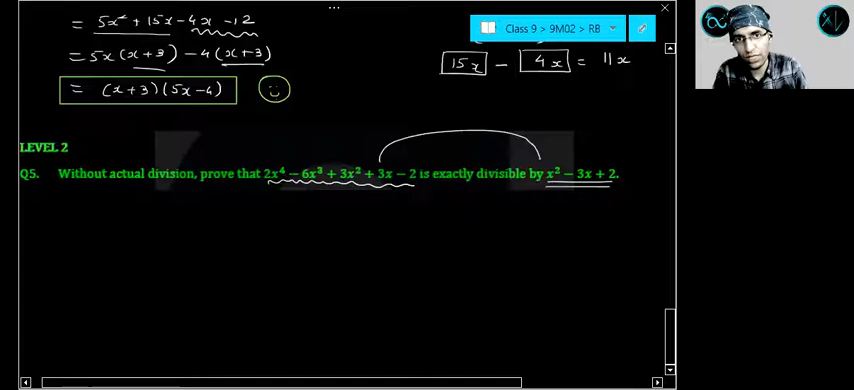 = 5x² + 15x - 4x - 12
= 5x (x+3) - 4 (x+3)
= (x+3) (5x-4)
Class 9 > 9M02 > RB
15x - 4x = 11x
LEVEL 2
Q5. Without actual division, prove that 2x⁴ − 6x³ + 3x² + 3x − 2 is exactly divisible by x² − 3x + 2.